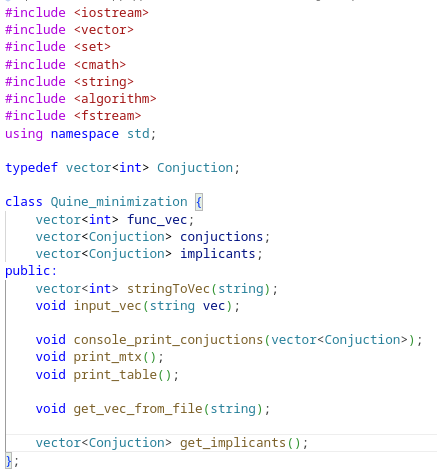 #include <iostream>
#include <vector>
#include <set>
#include <cmath>
#include <string>
#include <algorithm>
#include <fstream>
using namespace std;
typedef vector<int> Conjuction;
class Quine_minimization {
vector<int> func_vec;
vector<Conjuction> conjuctions;
vector<Conjuction> implicants;
public:
vector<int> stringToVec(string);
void input_vec(string vec);
void console_print_conjuctions(vector<Conjuction>);
void print_mtx();
void print_table();
void get_vec_from_file(string);
vector<Conjuction> get_implicants();
};